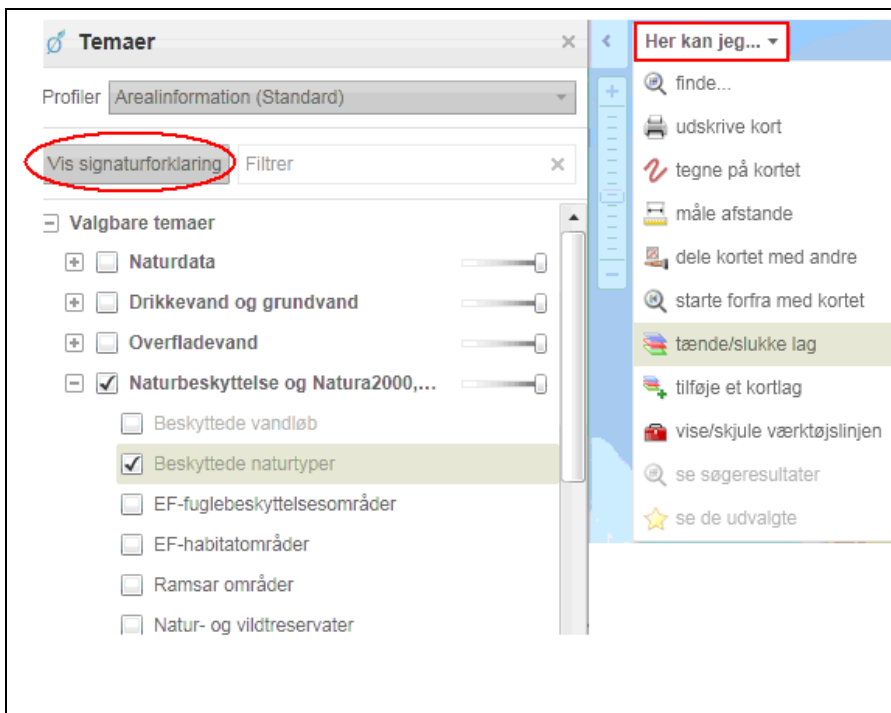 Temaer
Profiler Arealinformation (Standard)
Vis signaturforklaring Filtrer
Valgbare temaer
Naturdata
Drikkevand og grundvand
Overfladevand
Naturbeskyttelse og Natura2000,...
Beskyttede vandløb
Beskyttede naturtyper
EF-fuglebeskyttelsesområder
EF-habitatområder
Ramsar områder
Natur- og vildtreservater
Her kan jeg...
finde...
udskrive kort
tegne på kortet
måle afstande
dele kortet med andre
starte forfra med kortet
tænde/slukke lag
tilføje et kortlag
vise/skjule værktøjslinjen
se søgeresultater
se de udvalgte